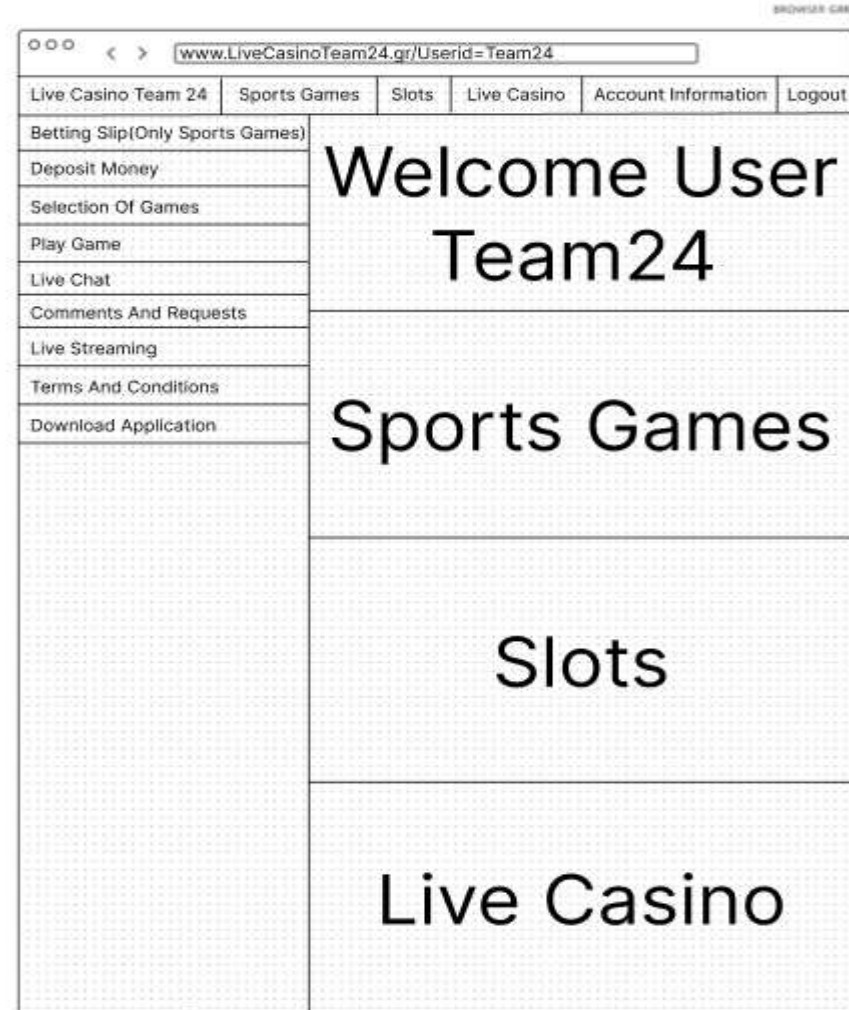 www.LiveCasinoTeam24.gr/Userid=Team24
Live Casino Team 24
Sports Games
Slots
Live Casino
Account Information
Logout
Betting Slip(Only Sports Games)
Deposit Money
Selection Of Games
Play Game
Live Chat
Comments And Requests
Live Streaming
Terms And Conditions
Download Application
Welcome User
Team24
Sports Games
Slots
Live Casino